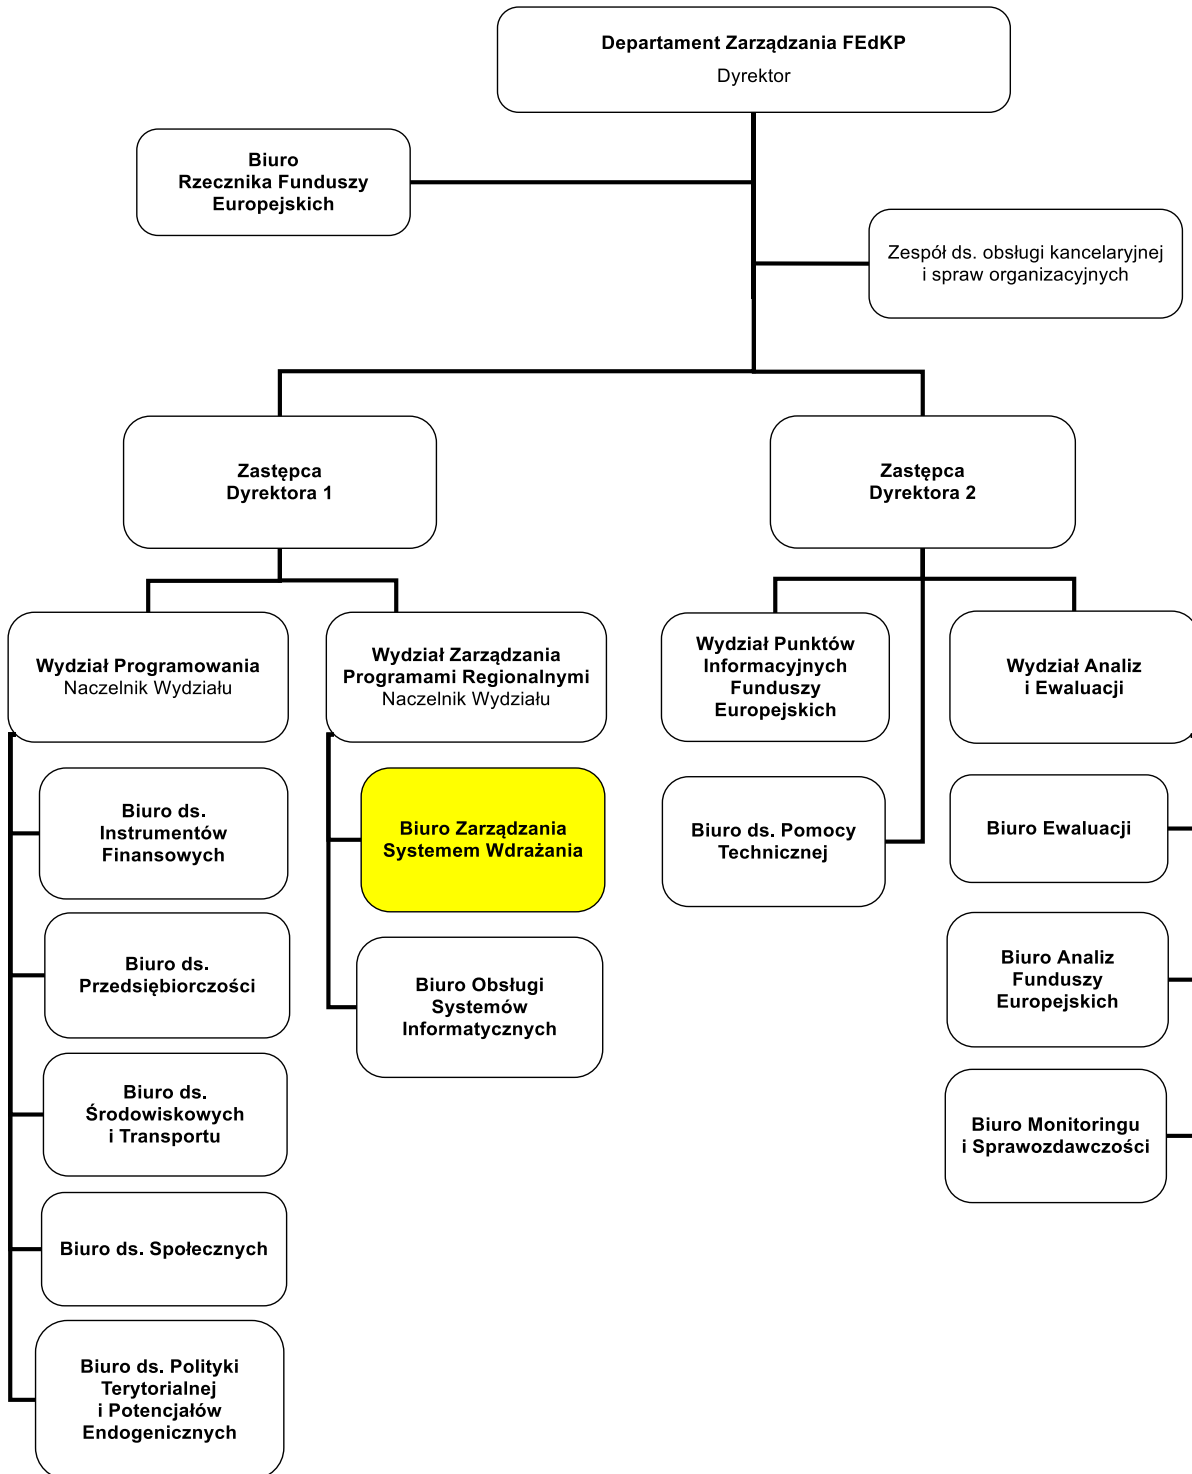 Departament Zarządzania FEdKP
Dyrektor
Biuro
Rzecznika Funduszy
Europejskich
Zespół ds. obsługi kancelaryjnej
i spraw organizacyjnych
Zastępca
Dyrektora 1
Zastępca
Dyrektora 2
Wydział Programowania
Naczelnik Wydziału
Wydział Zarządzania
Programami Regionalnymi
Naczelnik Wydziału
Wydział Punktów
Informacyjnych
Funduszy
Europejskich
Wydział Analiz
i Ewaluacji
Biuro ds.
Instrumentów
Finansowych
Biuro Zarządzania
Systemem Wdrażania
Biuro ds. Pomocy
Technicznej
Biuro Ewaluacji
Biuro ds.
Przedsiębiorczości
Biuro Obsługi
Systemów
Informatycznych
Biuro Analiz
Funduszy
Europejskich
Biuro ds.
Środowiskowych
i Transportu
Biuro Monitoringu
i Sprawozdawczości
Biuro ds. Społecznych
Biuro ds. Polityki
Terytorialnej
i Potencjałów
Endogenicznych